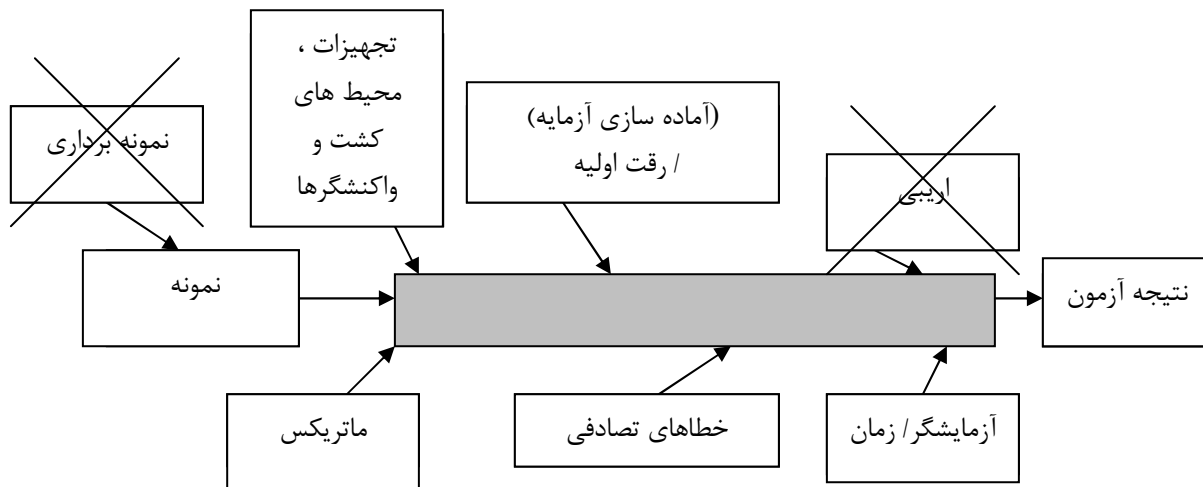 تجهیزات ،
محیط های
کشت و
واکنشگرها
(آماده سازی آزمایه)
/ رقت اولیه
نمونه برداری
اریبی
نمونه
نتیجه آزمون
ماتریکس
خطاهای تصادفی
آزمایشگر/ زمان